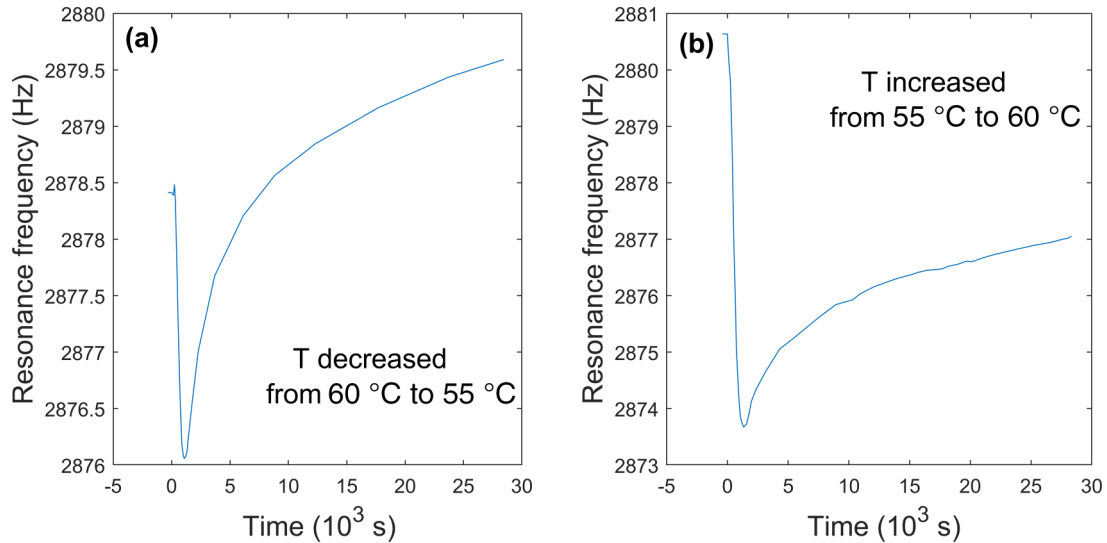 (a)
2880
2879.5
2879
2878.5
2878
2877.5
2877
2876.5
2876
Resonance frequency (Hz)
T decreased
from 60 °C to 55 °C
-5 0 5 10 15 20 25 30
Time (10³ s)
(b)
2881
2880
2879
2878
2877
2876
2875
2874
2873
Resonance frequency (Hz)
T increased
from 55 °C to 60 °C
-5 0 5 10 15 20 25 30
Time (10³ s)